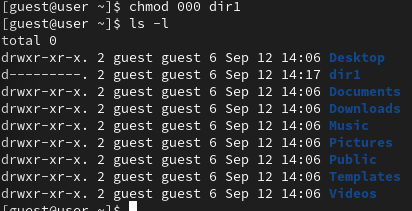 [guest@user ~]$ chmod 000 dir1
[guest@user ~]$ ls -l
total 0
drwxr-xr-x. 2 guest guest 6 Sep 12 14:06 Desktop
d---------. 2 guest guest 6 Sep 12 14:17 dir1
drwxr-xr-x. 2 guest guest 6 Sep 12 14:06 Documents
drwxr-xr-x. 2 guest guest 6 Sep 12 14:06 Downloads
drwxr-xr-x. 2 guest guest 6 Sep 12 14:06 Music
drwxr-xr-x. 2 guest guest 6 Sep 12 14:06 Pictures
drwxr-xr-x. 2 guest guest 6 Sep 12 14:06 Public
drwxr-xr-x. 2 guest guest 6 Sep 12 14:06 Templates
drwxr-xr-x. 2 guest guest 6 Sep 12 14:06 Videos
[guest@user ~]$